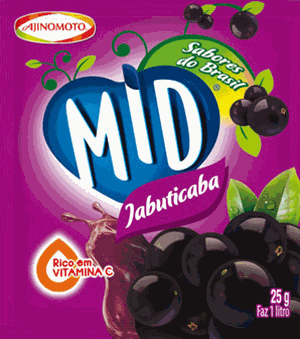 AJINOMOTO
Sabores
do Brasil
MID
Jabuticaba
Rico em
VITAMINA C
25 g
Faz 1 litro